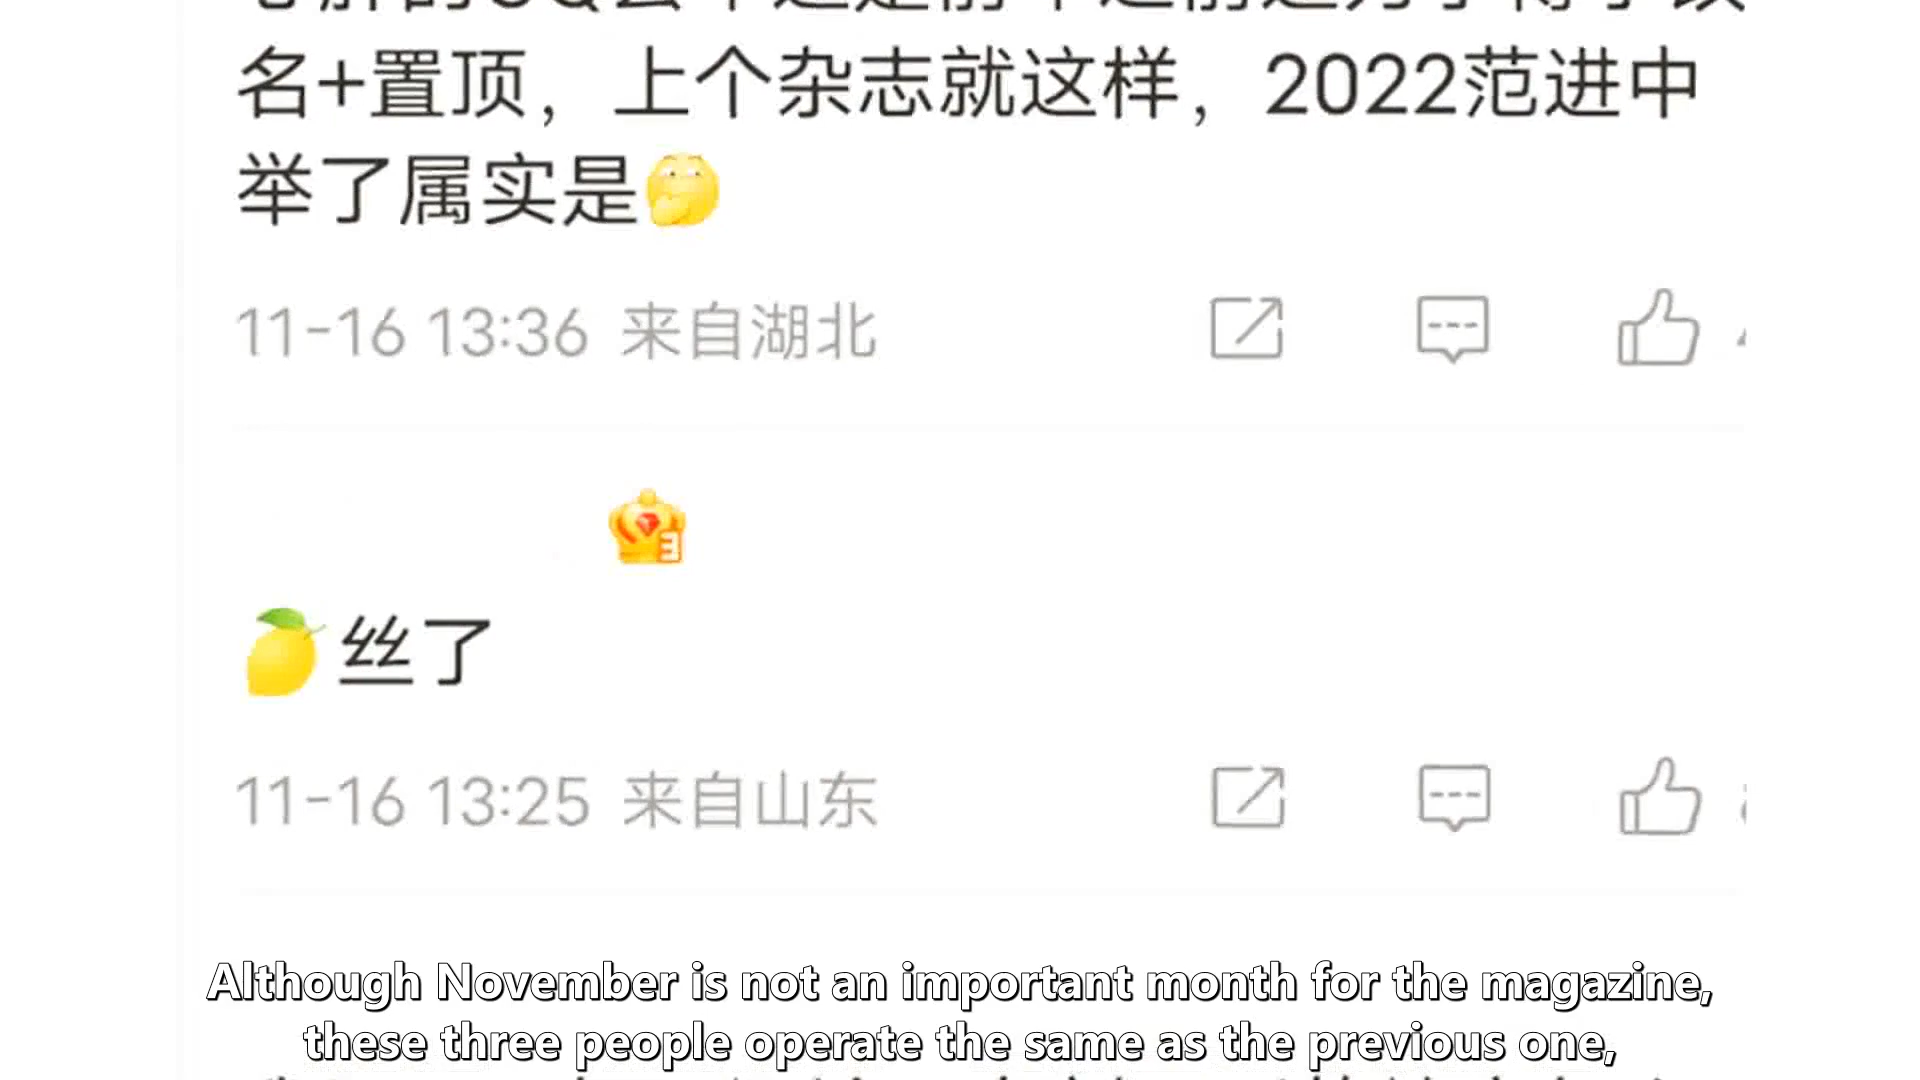 名+置顶，上个杂志就这样，2022范进中
举了属实是
11-16 13:36 来自湖北
丝了
11-16 13:25 来自山东
Although November is not an important month for the magazine,
these three people operate the same as the previous one,